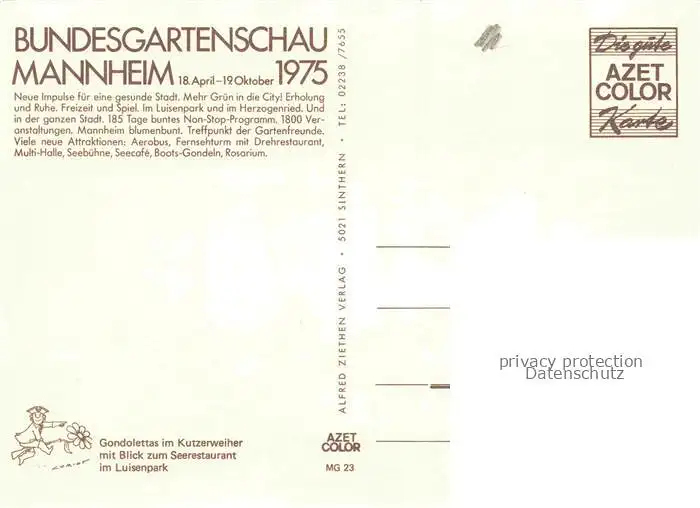 BUNDESGARTENSCHAU
MANNHEIM 18.April–19.Oktober 1975
Neue Impulse für eine gesunde Stadt. Mehr Grün in die City! Erholung
und Ruhe. Freizeit und Spiel. Im Luisenpark und im Herzogenried. Und
in der ganzen Stadt. 185 Tage buntes Non-Stop-Programm. 1800 Ver-
anstaltungen. Mannheim blumenbunt. Treffpunkt der Gartenfreunde.
Viele neue Attraktionen: Aerobus, Fernsehturm mit Drehrestaurant,
Multi-Halle, Seebühne, Seecafé, Boots-Gondeln, Rosarium.
ALFRED ZIETHEN VERLAG · 5021 SINTHERN · TEL: 02238/7655
Die gute
AZET
COLOR
Karte
privacy protection
Datenschutz
Gondolettas im Kutzerweiher
mit Blick zum Seerestaurant
im Luisenpark
AZET
COLOR
MG 23